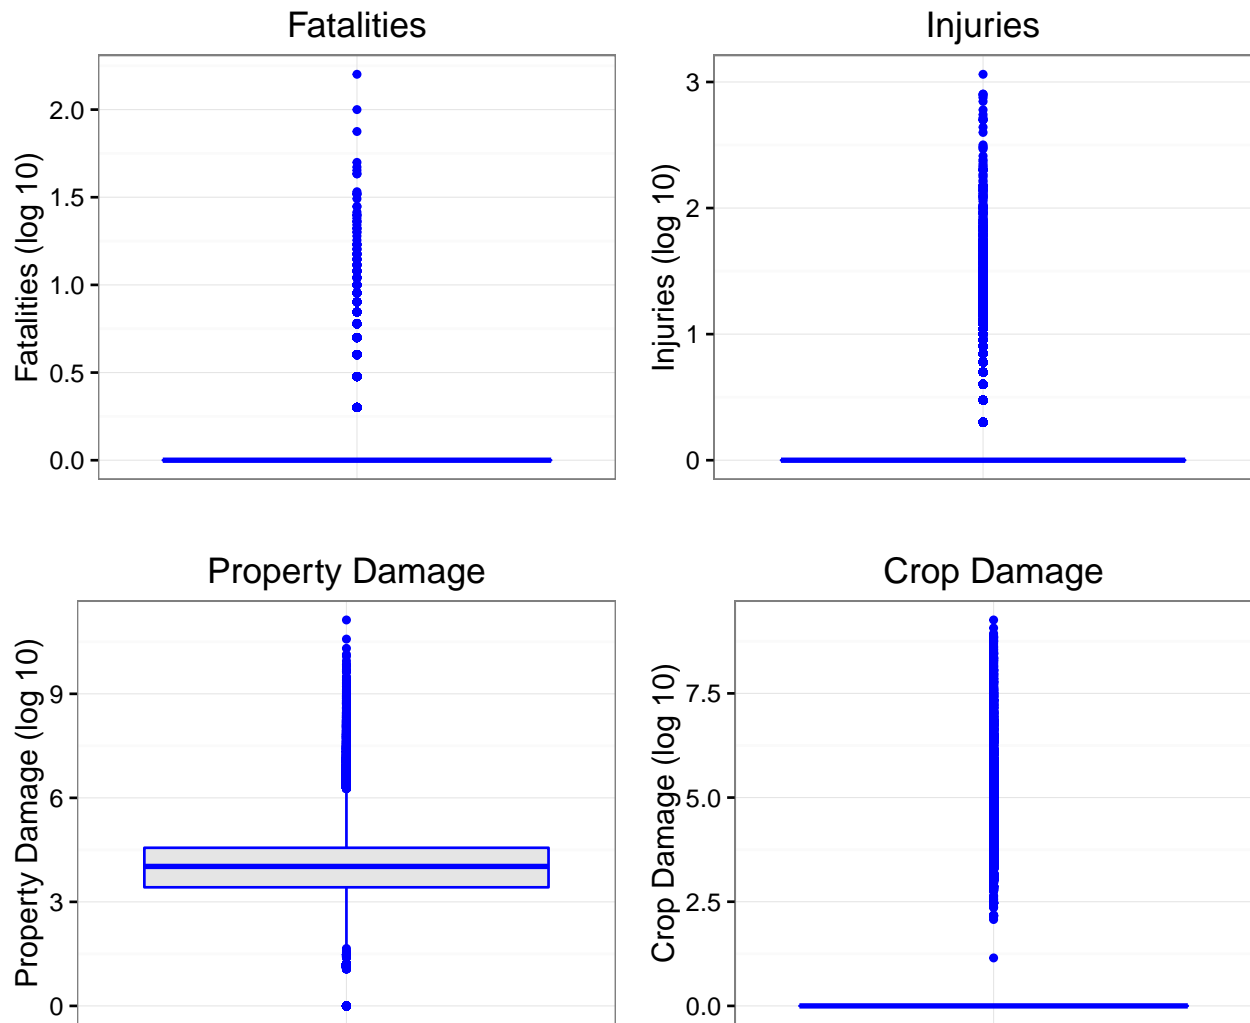 Fatalities
Fatalities (log 10)
2.0
1.5
1.0
0.5
0.0
Injuries
Injuries (log 10)
3
2
1
0
Property Damage
Property Damage (log 10)
9
6
3
0
Crop Damage
Crop Damage (log 10)
7.5
5.0
2.5
0.0